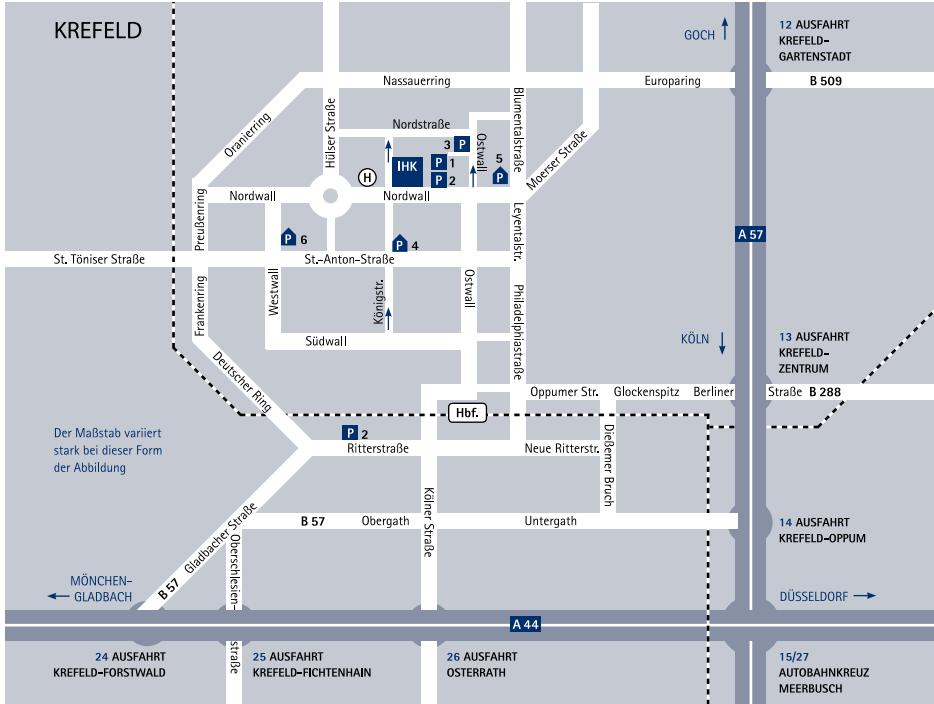 KREFELD
GOCH
12 AUSFAHRT
KREFELD-
GARTENSTADT
Nassauerring
Europaring
B 509
Oranierring
Hülser Straße
Blumentalstraße
Nordstraße
Ostwall
Moerser Straße
3 P
IHK
P 1
P 2
5
P
H
Nordwall
Nordwall
Preußenring
Leyentalstr.
A 57
P 6
P 4
St. Töniser Straße
St.-Anton-Straße
Frankenring
Westwall
Königstr.
Ostwall
Philadelphiastraße
Südwall
KÖLN
13 AUSFAHRT
KREFELD-
ZENTRUM
Deutscher Ring
Oppumer Str.
Glockenspitz
Berliner
Straße B 288
Hbf.
Der Maßstab variiert
stark bei dieser Form
der Abbildung
P 2
Ritterstraße
Neue Ritterstr.
Dießemer Bruch
Kölner Straße
B 57
Obergath
Untergath
14 AUSFAHRT
KREFELD-OPPUM
B 57 Gladbacher Straße
Oberschlesien-
straße
MÖNCHEN-
GLADBACH
DÜSSELDORF
A 44
24 AUSFAHRT
KREFELD-FORSTWALD
25 AUSFAHRT
KREFELD-FICHTENHAIN
26 AUSFAHRT
OSTERRATH
15/27
AUTOBAHNKREUZ
MEERBUSCH